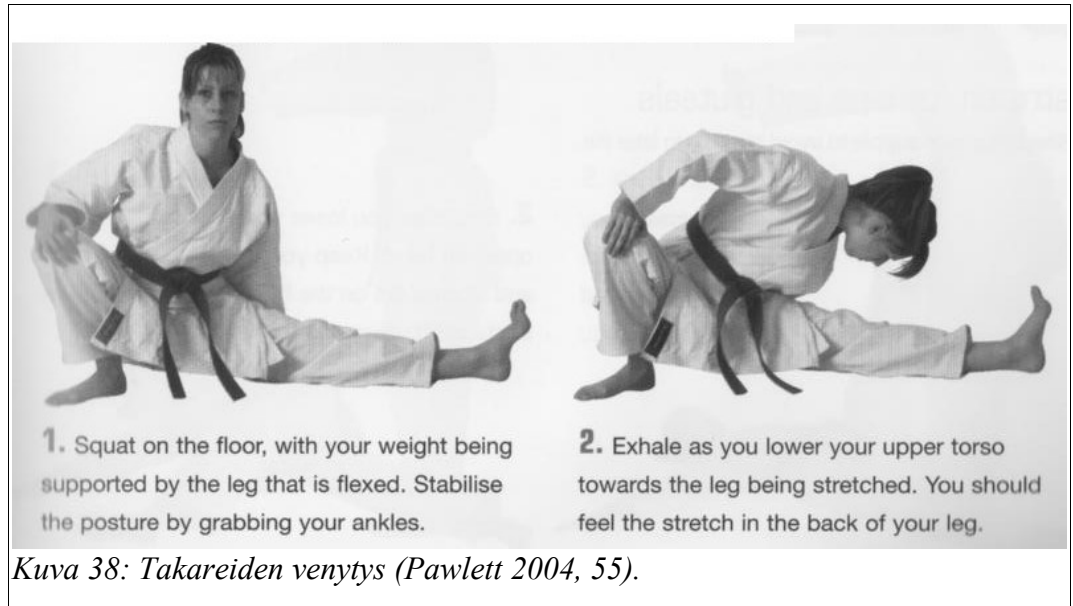 1. Squat on the floor, with your weight being
supported by the leg that is flexed. Stabilise
the posture by grabbing your ankles.
2. Exhale as you lower your upper torso
towards the leg being stretched. You should
feel the stretch in the back of your leg.
Kuva 38: Takareiden venytys (Pawlett 2004, 55).